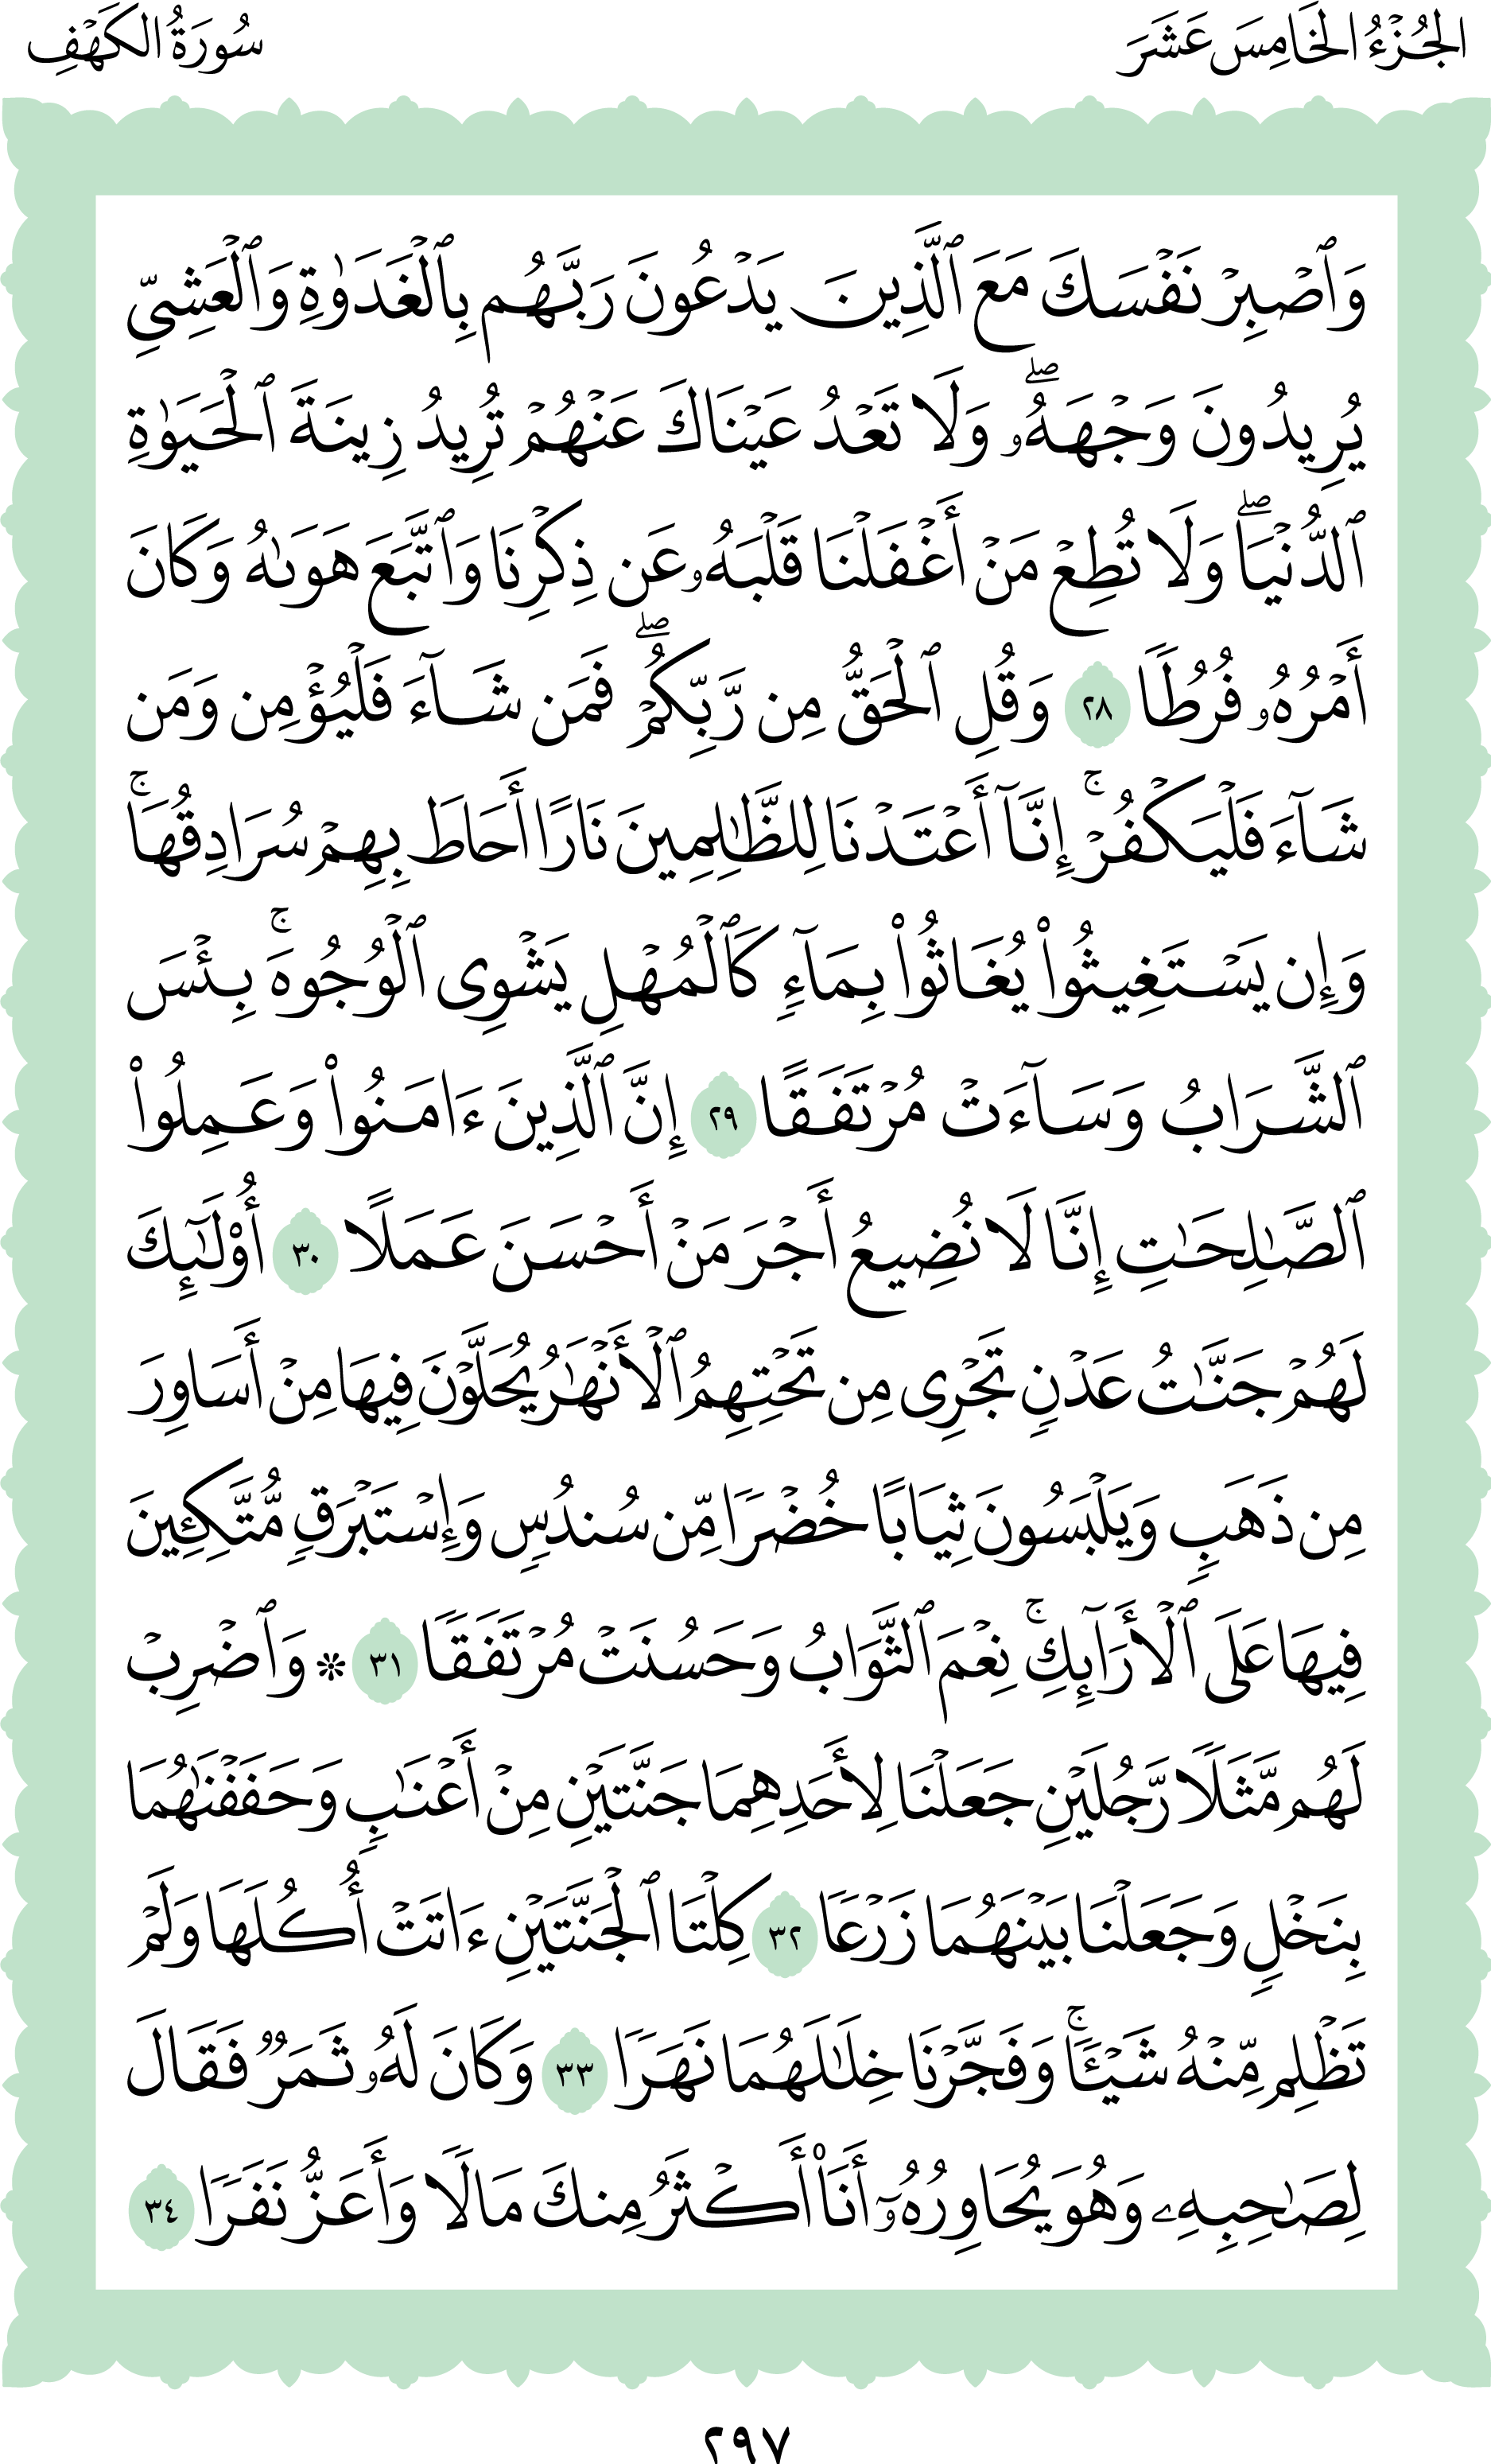 الجُزْءُ الخَامِسَ عَشَرَ
سُورَةُ الكَهْفِ
وَٱصۡبِرۡ نَفۡسَكَ مَعَ ٱلَّذِينَ يَدۡعُونَ رَبَّهُم بِٱلۡغَدَوٰةِ وَٱلۡعَشِيِّ
يُرِيدُونَ وَجۡهَهُۥۖ وَلَا تَعۡدُ عَيۡنَاكَ عَنۡهُمۡ تُرِيدُ زِينَةَ ٱلۡحَيَوٰةِ
ٱلدُّنۡيَاۖ وَلَا تُطِعۡ مَنۡ أَغۡفَلۡنَا قَلۡبَهُۥ عَن ذِكۡرِنَا وَٱتَّبَعَ هَوَىٰهُ وَكَانَ
أَمۡرُهُۥ فُرُطٗا ٢٨ وَقُلِ ٱلۡحَقُّ مِن رَّبِّكُمۡۖ فَمَن شَآءَ فَلۡيُؤۡمِن وَمَن
شَآءَ فَلۡيَكۡفُرۡۚ إِنَّآ أَعۡتَدۡنَا لِلظَّٰلِمِينَ نَارًا أَحَاطَ بِهِمۡ سُرَادِقُهَاۚ
وَإِن يَسۡتَغِيثُواْ يُغَاثُواْ بِمَآءٖ كَٱلۡمُهۡلِ يَشۡوِي ٱلۡوُجُوهَۚ بِئۡسَ
ٱلشَّرَابُ وَسَآءَتۡ مُرۡتَفَقًا ٢٩ إِنَّ ٱلَّذِينَ ءَامَنُواْ وَعَمِلُواْ
ٱلصَّٰلِحَٰتِ إِنَّا لَا نُضِيعُ أَجۡرَ مَنۡ أَحۡسَنَ عَمَلًا ٣٠ أُوْلَٰٓئِكَ
لَهُمۡ جَنَّٰتُ عَدۡنٖ تَجۡرِي مِن تَحۡتِهِمُ ٱلۡأَنۡهَٰرُ يُحَلَّوۡنَ فِيهَا مِنۡ أَسَاوِرَ
مِن ذَهَبٖ وَيَلۡبَسُونَ ثِيَابًا خُضۡرٗا مِّن سُندُسٖ وَإِسۡتَبۡرَقٖ مُّتَّكِـِٔينَ
فِيهَا عَلَى ٱلۡأَرَآئِكِۚ نِعۡمَ ٱلثَّوَابُ وَحَسُنَتۡ مُرۡتَفَقٗا ٣١ ۞ وَٱضۡرِبۡ
لَهُم مَّثَلٗا رَّجُلَيۡنِ جَعَلۡنَا لِأَحَدِهِمَا جَنَّتَيۡنِ مِنۡ أَعۡنَٰبٖ وَحَفَفۡنَٰهُمَا
بِنَخۡلٖ وَجَعَلۡنَا بَيۡنَهُمَا زَرۡعٗا ٣٢ كِلۡتَا ٱلۡجَنَّتَيۡنِ ءَاتَتۡ أُكُلَهَا وَلَمۡ
تَظۡلِم مِّنۡهُ شَيۡـٔٗاۚ وَفَجَّرۡنَا خِلَٰلَهُمَا نَهَرٗا ٣٣ وَكَانَ لَهُۥ ثَمَرٞ فَقَالَ
لِصَٰحِبِهِۦ وَهُوَ يُحَاوِرُهُۥٓ أَنَا۠ أَكۡثَرُ مِنكَ مَالٗا وَأَعَزُّ نَفَرٗا ٣٤
٢٩٧